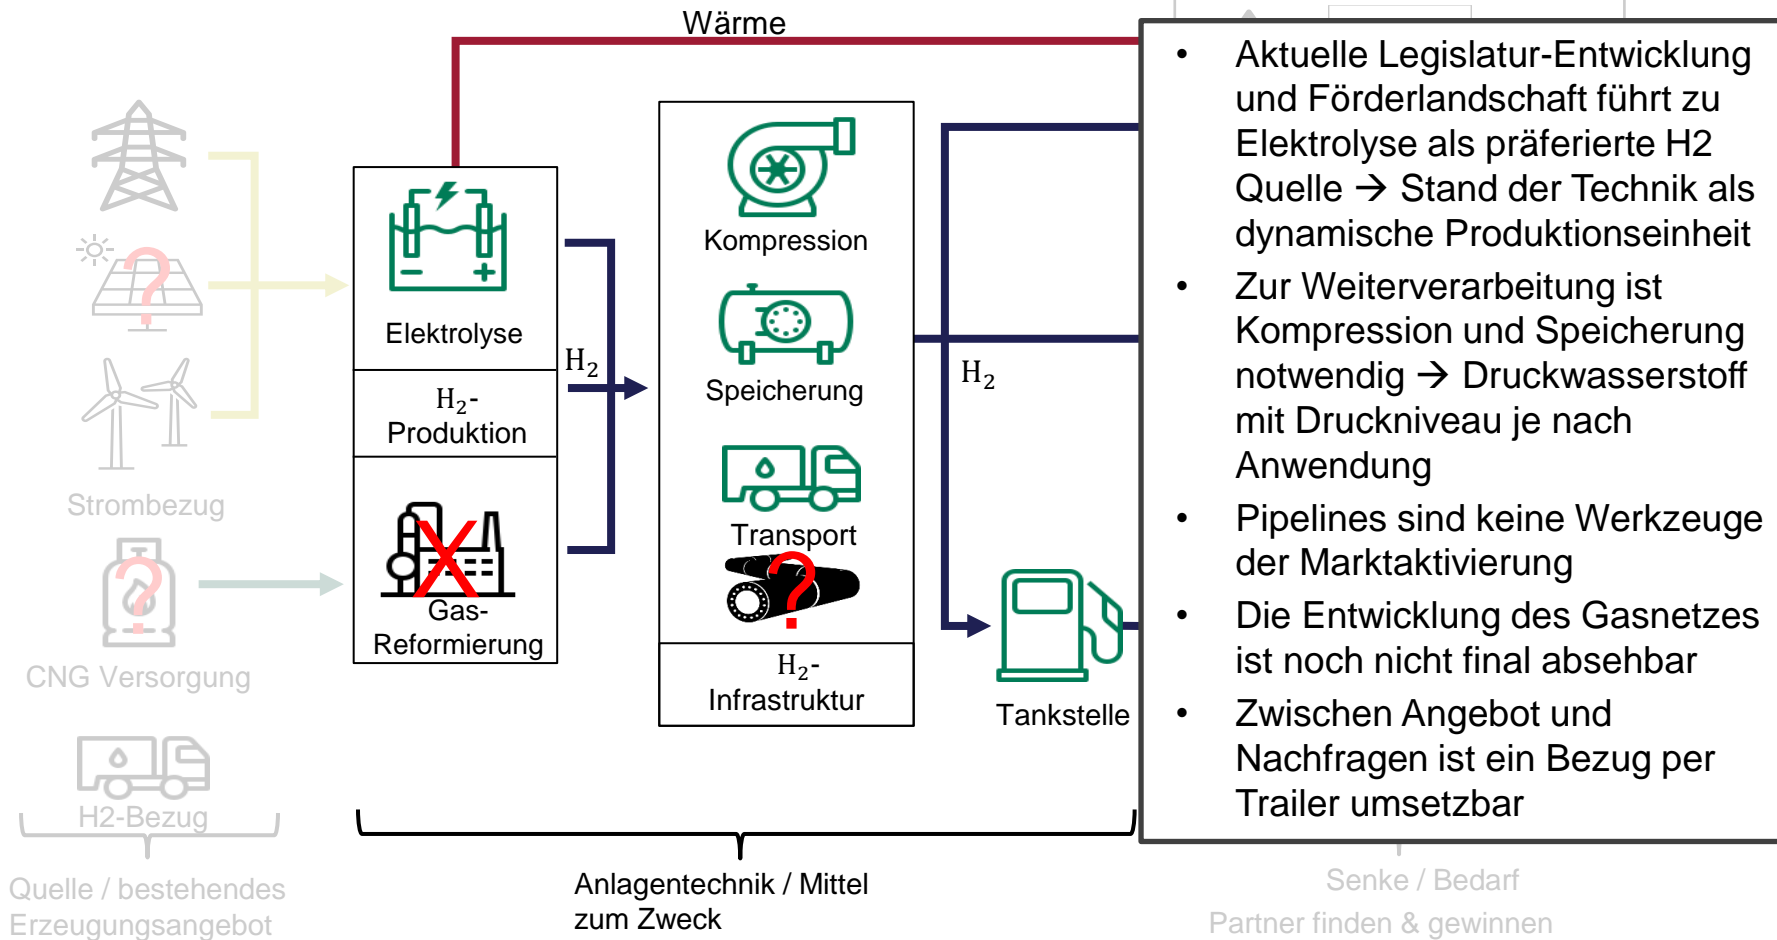 Wärme
Strombezug
?
CNG Versorgung
?
H2-Bezug
Quelle / bestehendes
Erzeugungsangebot
Elektrolyse
H₂-
Produktion
X
Gas-
Reformierung
H₂
Kompression
Speicherung
Transport
?
H₂-
Infrastruktur
H₂
Tankstelle
Anlagentechnik / Mittel
zum Zweck
• Aktuelle Legislatur-Entwicklung
und Förderlandschaft führt zu
Elektrolyse als präferierte H2
Quelle → Stand der Technik als
dynamische Produktionseinheit
• Zur Weiterverarbeitung ist
Kompression und Speicherung
notwendig → Druckwasserstoff
mit Druckniveau je nach
Anwendung
• Pipelines sind keine Werkzeuge
der Marktaktivierung
• Die Entwicklung des Gasnetzes
ist noch nicht final absehbar
• Zwischen Angebot und
Nachfragen ist ein Bezug per
Trailer umsetzbar
Senke / Bedarf
Partner finden & gewinnen